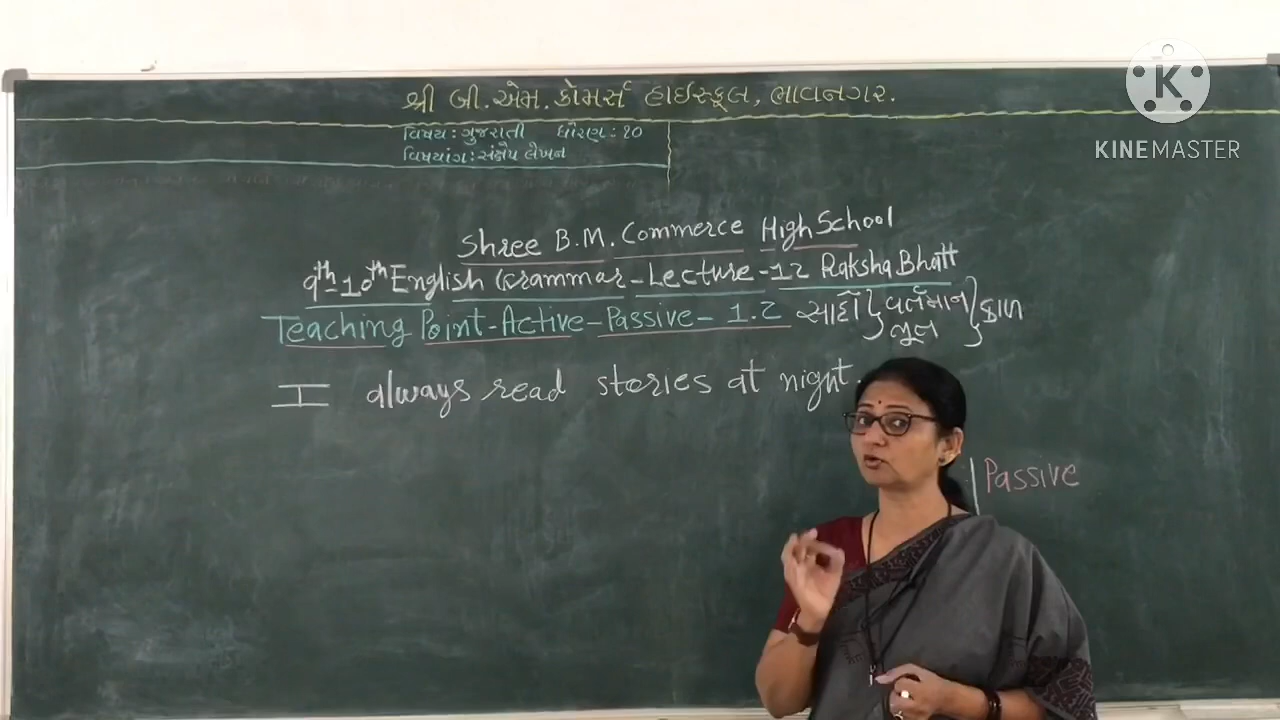 શ્રી બી.એમ.કોમર્સ હાઇસ્કૂલ, ભાવનગર.
વિષય: ગુજરાતી ધોરણ: ૧૦
વિષયાંગ: સંક્ષેપ લેખન
Shree B.M. Commerce High School
9th-10th English Grammar-Lecture-12 Raksha Bhatt
Teaching Point-Active-Passive-1.2 સાદો } વર્તમાન } કાળ
ભૂત
I always read stories at night.
Passive
K
KINEMASTER